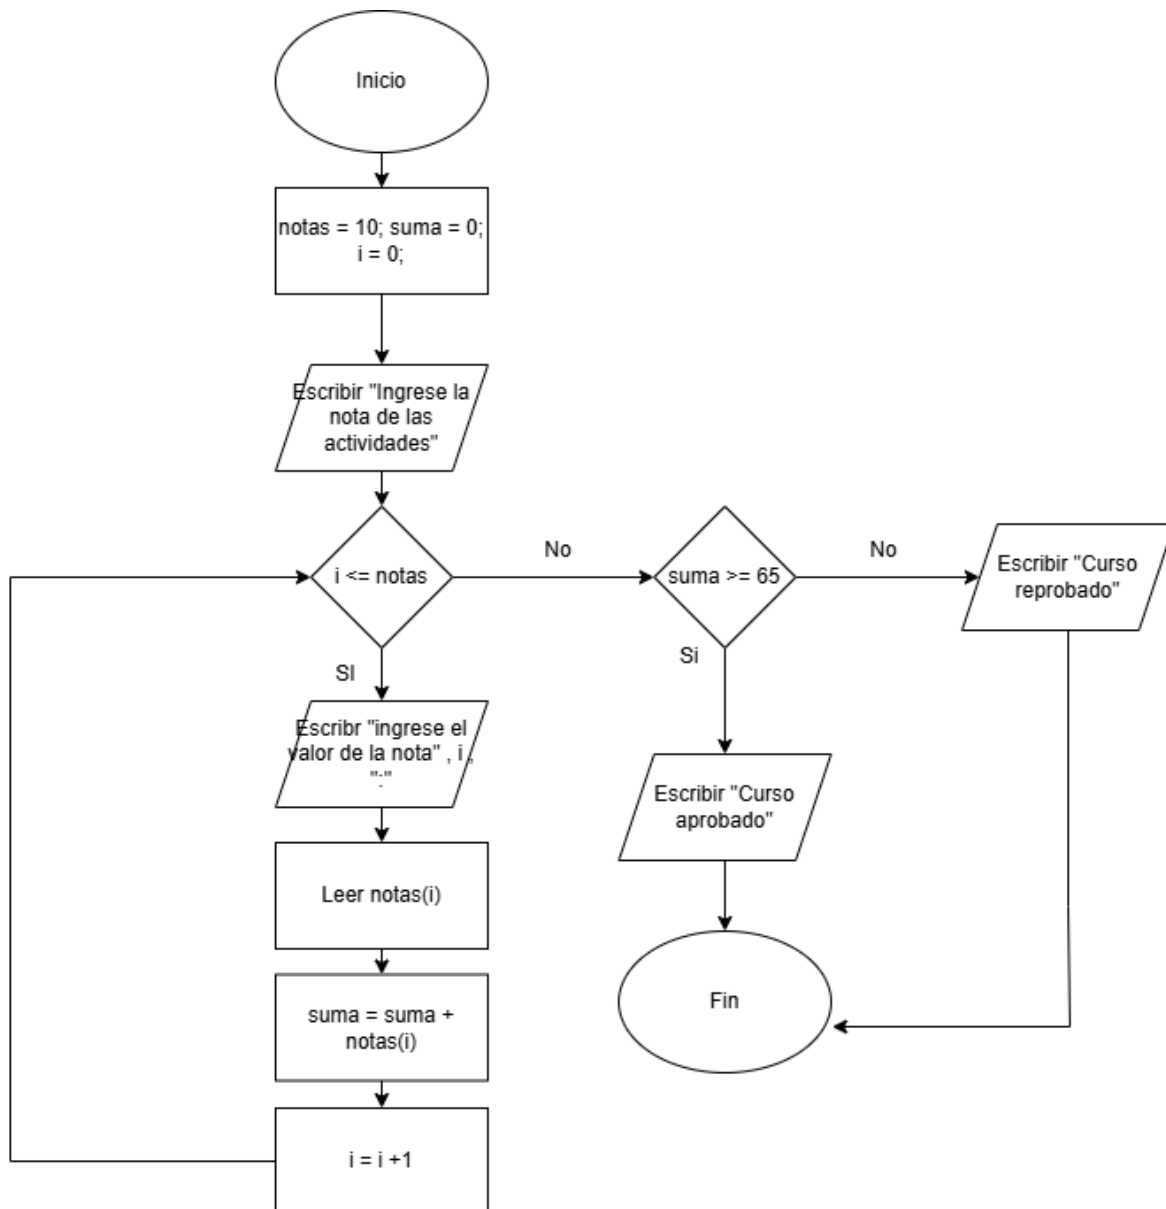 Inicio
notas = 10; suma = 0;
i = 0;
Escribir "Ingrese la
nota de las
actividades"
i <= notas
No
suma >= 65
No
Escribir "Curso
reprobado"
SI
Si
Escribr "ingrese el
valor de la nota" , i ,
":"
Escribir "Curso
aprobado"
Leer notas(i)
Fin
suma = suma +
notas(i)
i = i +1